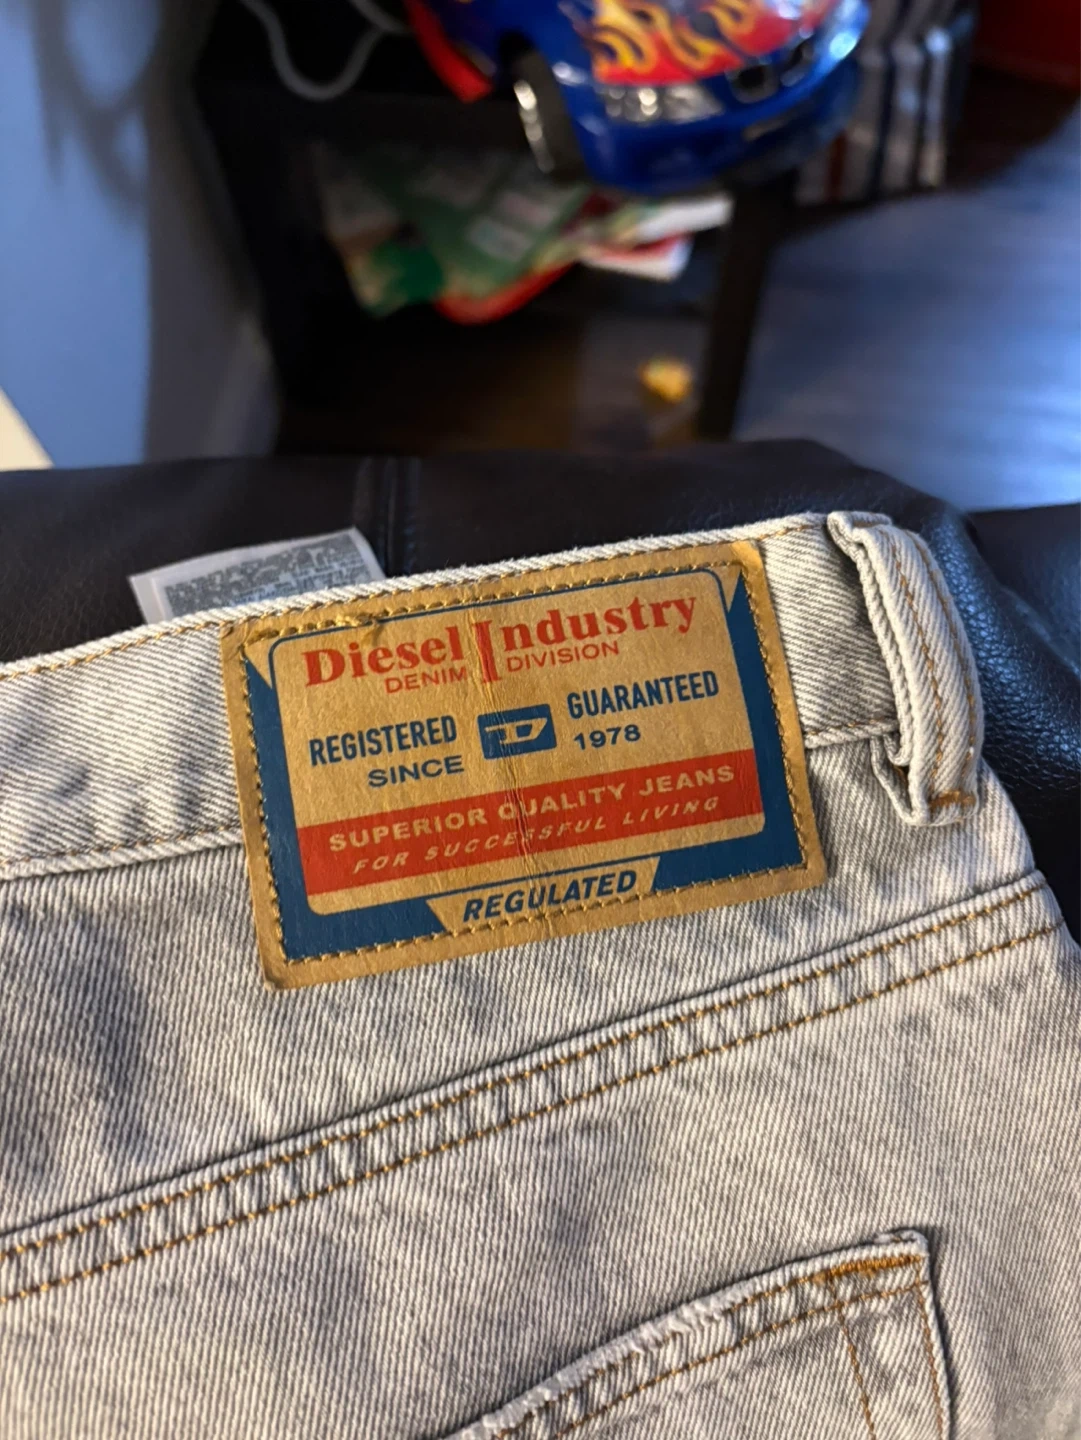 Diesel Industry
DENIM DIVISION
REGISTERED D GUARANTEED
SINCE 1978
SUPERIOR QUALITY JEANS
FOR SUCCESSFUL LIVING
REGULATED